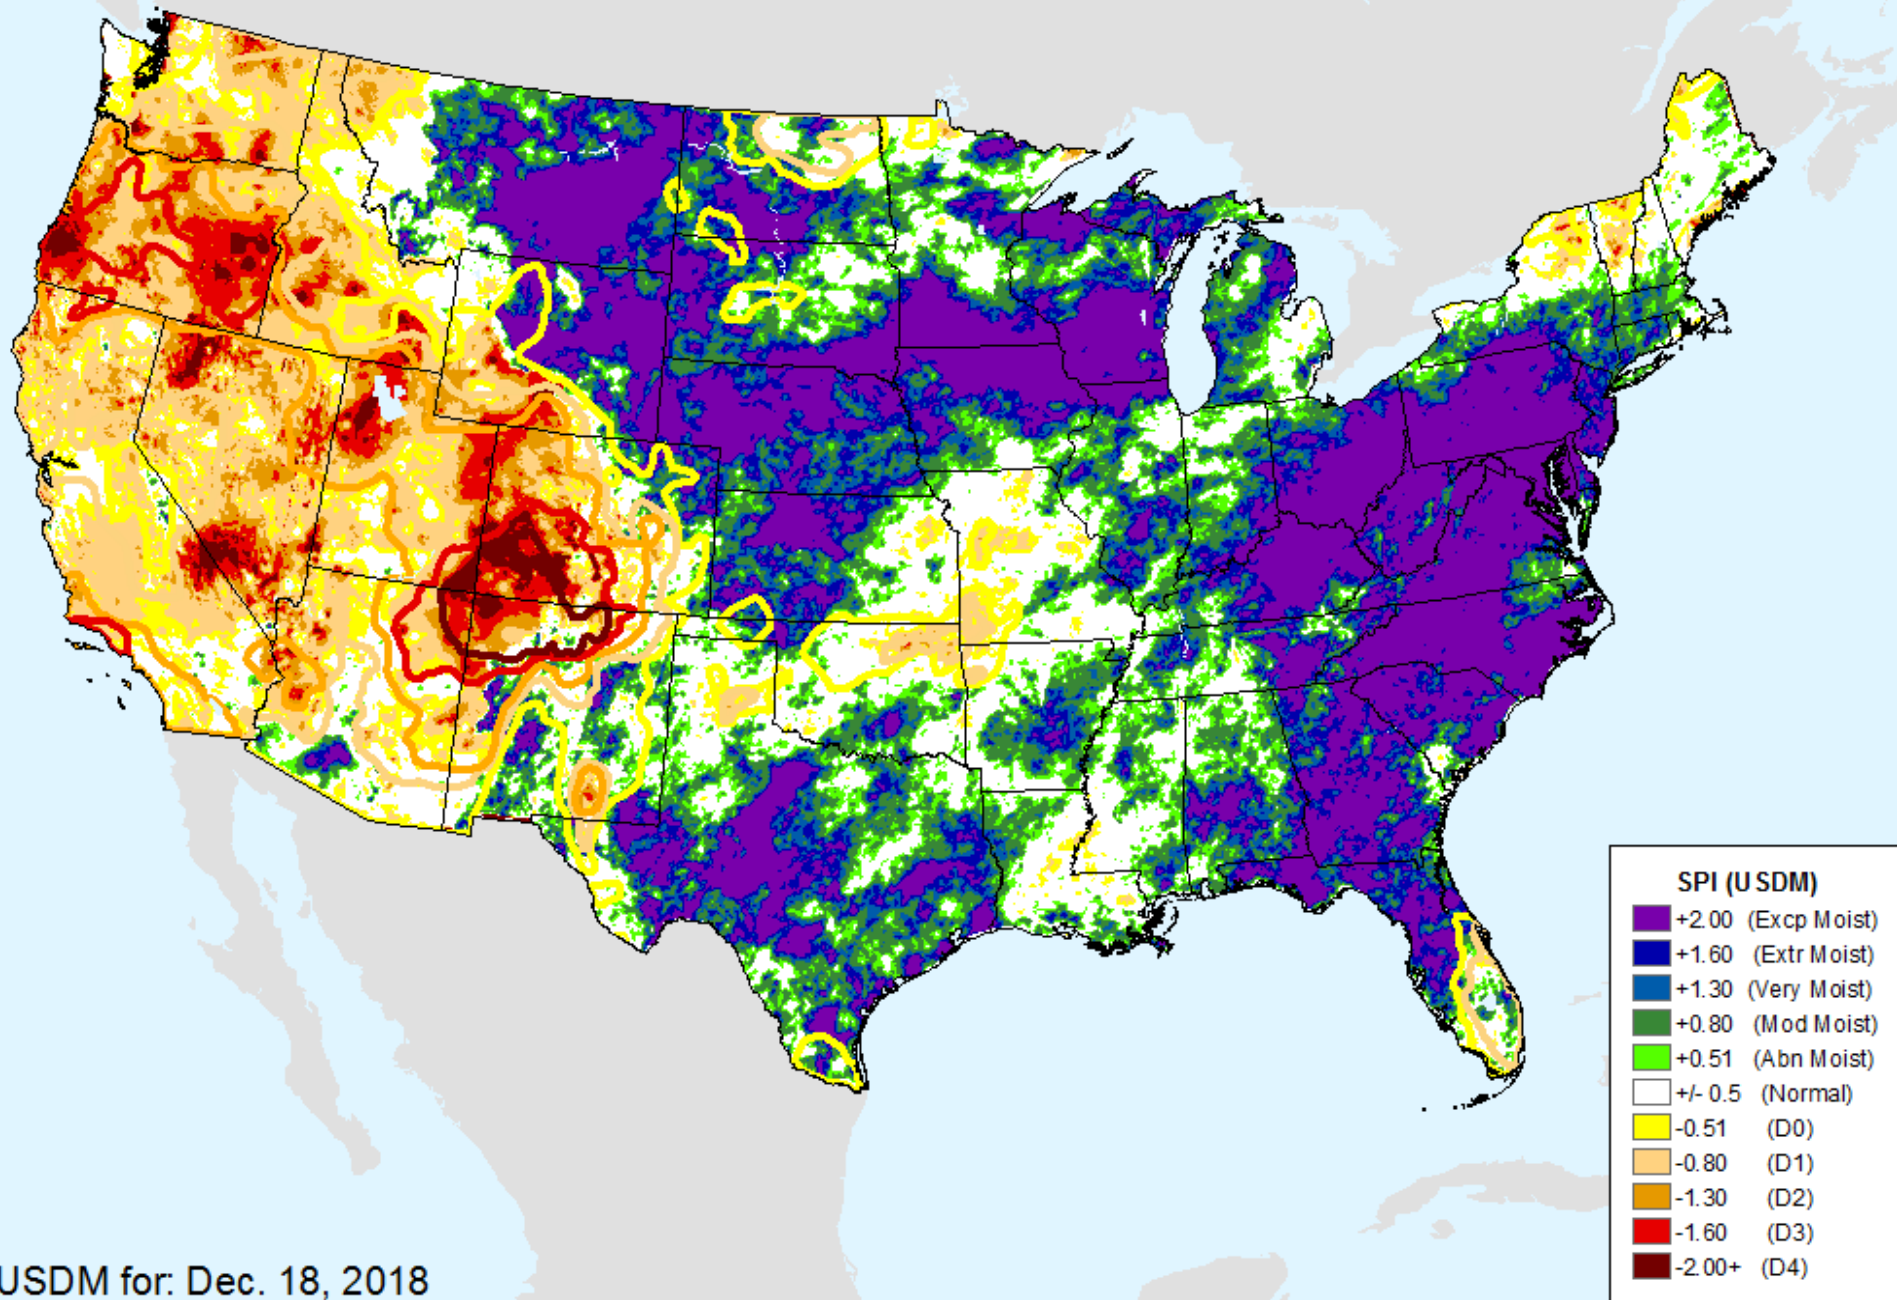 SPI (USDM)
+2.00 (Excp Moist)
+1.60 (Extr Moist)
+1.30 (Very Moist)
+0.80 (Mod Moist)
+0.51 (Abn Moist)
+/- 0.5 (Normal)
-0.51 (D0)
-0.80 (D1)
-1.30 (D2)
-1.60 (D3)
-2.00+ (D4)
USDM for: Dec. 18, 2018